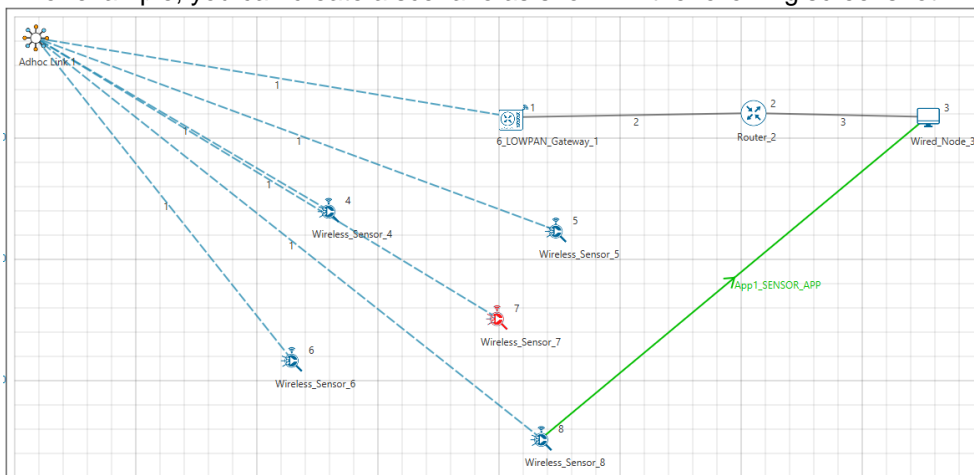 Adhoc Link 1
1
1
6_LOWPAN_Gateway_1
2
2
Router_2
3
3
Wired_Node_3
1
1
1
1
1
4
Wireless_Sensor_4
5
Wireless_Sensor_5
App1_SENSOR_APP
7
Wireless_Sensor_7
6
Wireless_Sensor_6
8
Wireless_Sensor_8